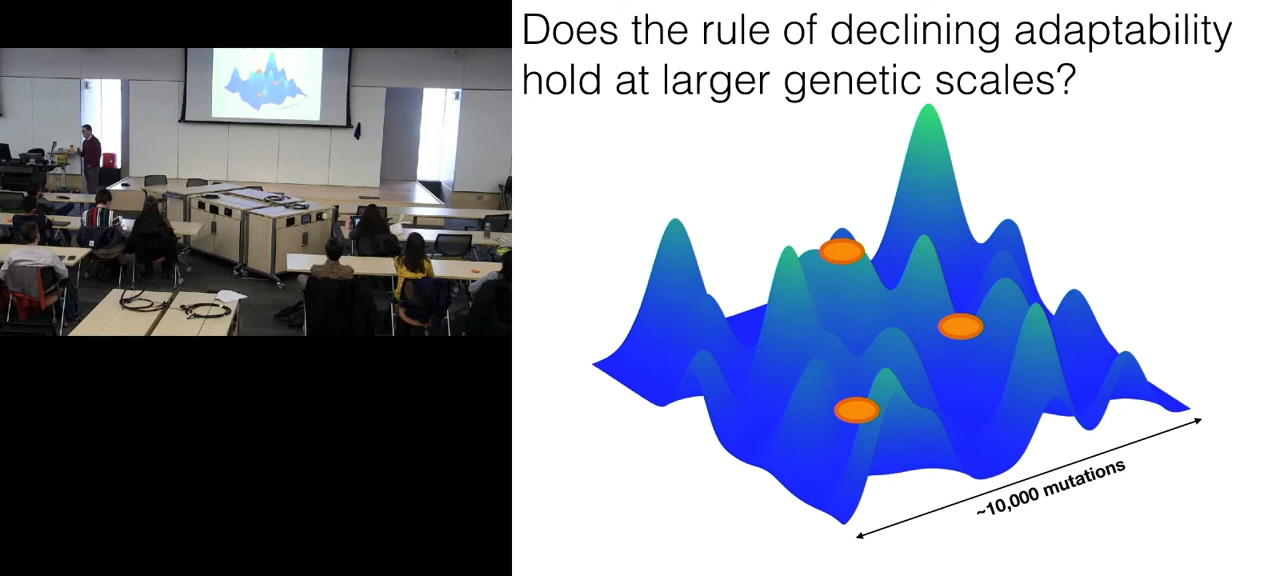 Does the rule of declining adaptability
hold at larger genetic scales?
~10,000 mutations